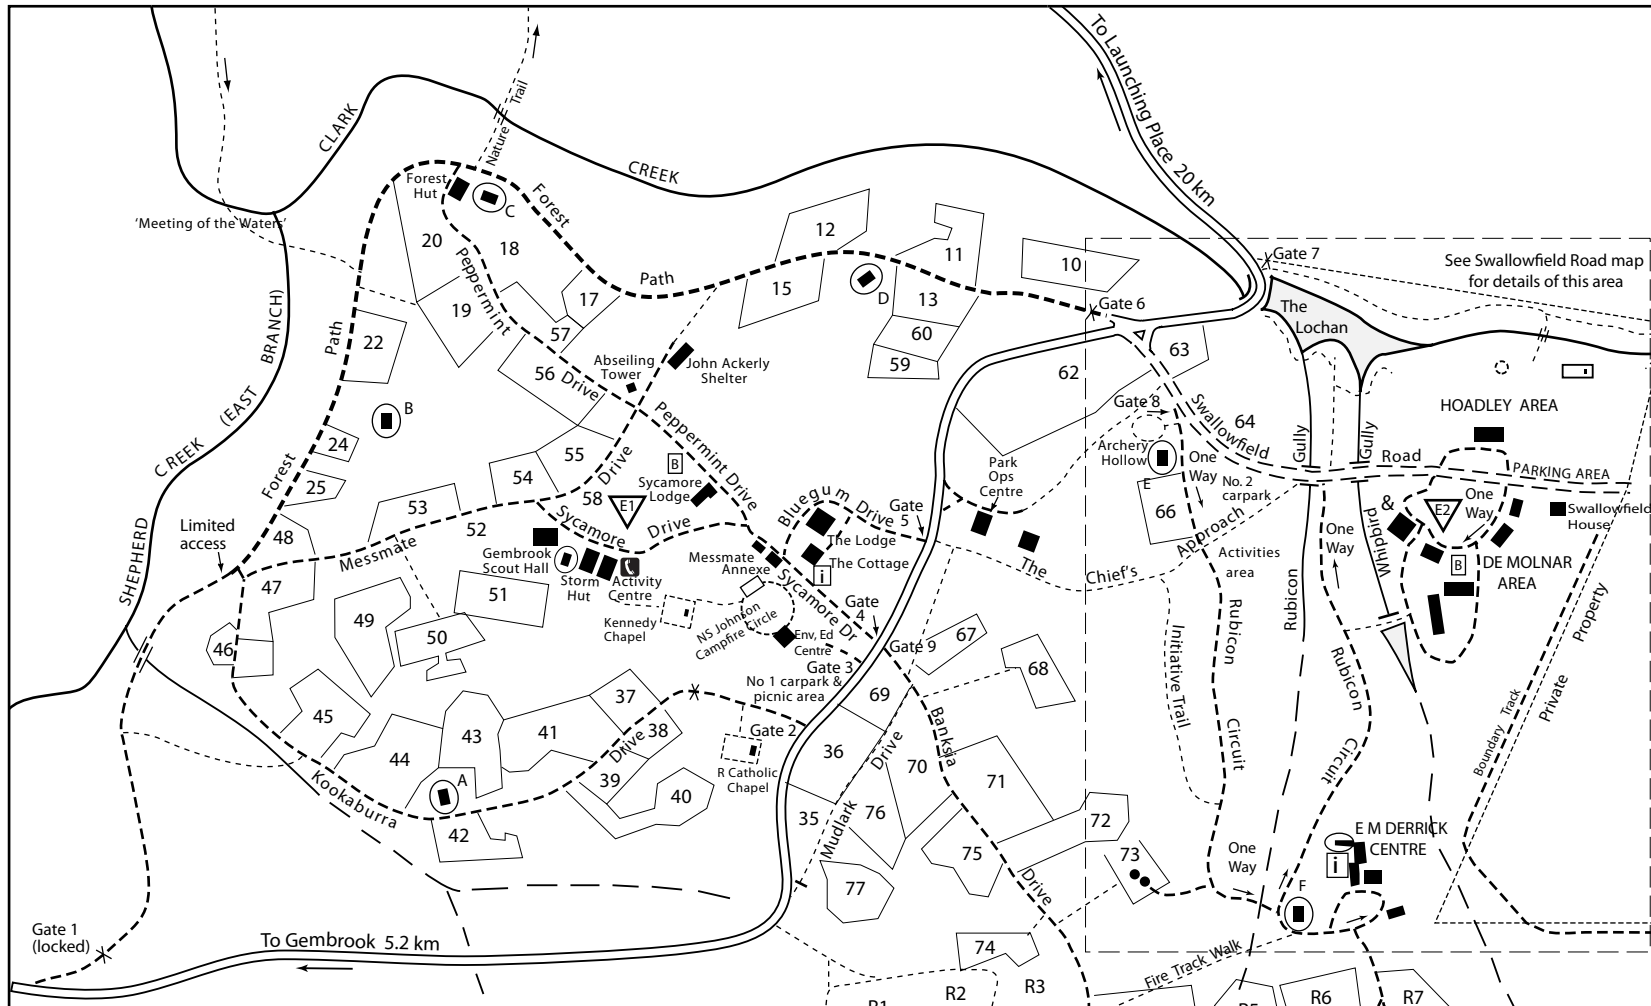 To Launching Place 20 km
CLARK
CREEK
Nature Trail
Forest
Hut
C
Forest
Path
'Meeting of the Waters'
20
18
Peppermint
Drive
19
17
57
56
12
11
10
15
D
13
60
59
Gate 6
Gate 7
See Swallowfield Road map
for details of this area
The
Lochan
63
62
64
Gate 8
Swallowfield
Road
PARKING AREA
HOADLEY AREA
Gully
Gully
Archery
Hollow
E
One
Way
No. 2
carpark
66
Approach
Activities
area
One
Way
Whipbird
&
E2
One
Way
Swallowfield
House
B
DE MOLNAR
AREA
SHEPHERD
CREEK
(EAST
BRANCH)
Path
Forest
22
B
24
25
Abseiling
Tower
John Ackerly
Shelter
Peppermint Drive
55
54
Drive
58
E1
B
Sycamore
Lodge
53
52
Messmate
48
Limited
access
47
46
Sycamore
Drive
Gembrook
Scout Hall
Storm
Hut
Activity
Centre
Bluegum Drive
Gate
5
The Lodge
The Cottage
i
Messmate
Annexe
Sycamore Dr
Gate
4
Park
Ops
Centre
The
Chief's
49
50
51
Kennedy
Chapel
NS Johnson
Campfire Circle
Env, Ed
Centre
Gate 3
Gate 9
No 1 carpark &
picnic area
67
68
69
Initiative Trail
Rubicon
Circuit
Rubicon
Rubicon
Circuit
Boundary Track
Private
Property
45
44
43
41
37
38
Drive
39
40
Gate 2
R Catholic
Chapel
36
Drive
70
Banksia
71
Kookaburra
A
42
35
Mudlark
76
75
72
73
77
Drive
One
Way
F
E M DERRICK
CENTRE
i
Gate 1
(locked)
To Gembrook 5.2 km
74
Fire Track Walk
R1
R2
R3
R5
R6
R7